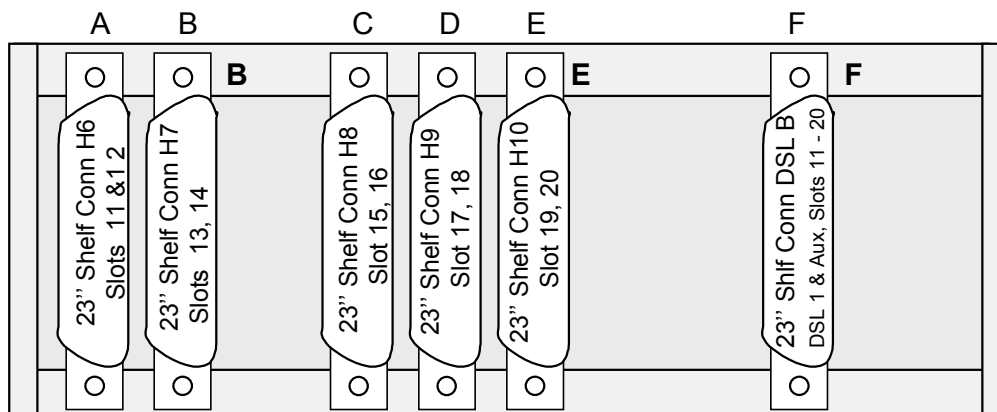 A B C D E F
B E F
23’’ Shelf Conn H6
Slots 11 &1 2
23’’ Shelf Conn H7
Slots 13, 14
23’’ Shelf Conn H8
Slot 15, 16
23’’ Shelf Conn H9
Slot 17, 18
23’’ Shelf Conn H10
Slot 19, 20
23’’ Shlf Conn DSL B
DSL 1 & Aux, Slots 11 - 20